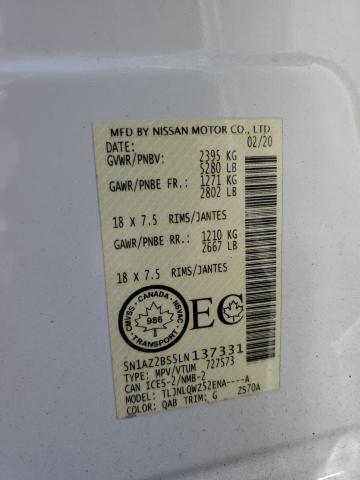 MFD BY NISSAN MOTOR CO., LTD.
DATE: 02/20
GVWR/PNBV: 2395 KG
5280 LB
GAWR/PNBE FR.: 1271 KG
2802 LB
18 X 7.5 RIMS/JANTES
GAWR/PNBE RR.: 1210 KG
2667 LB
18 X 7.5 RIMS/JANTES
CMVSS · CANADA · NSVAC
986
TRANSPORT
EC
5N1AZ2BS5LN137331
TYPE: MPV/VTUM 727573
CAN ICES-2/NMB-2
MODEL: TLJNLQWZ52ENA----A
COLOR: QAB TRIM: G 2S70A